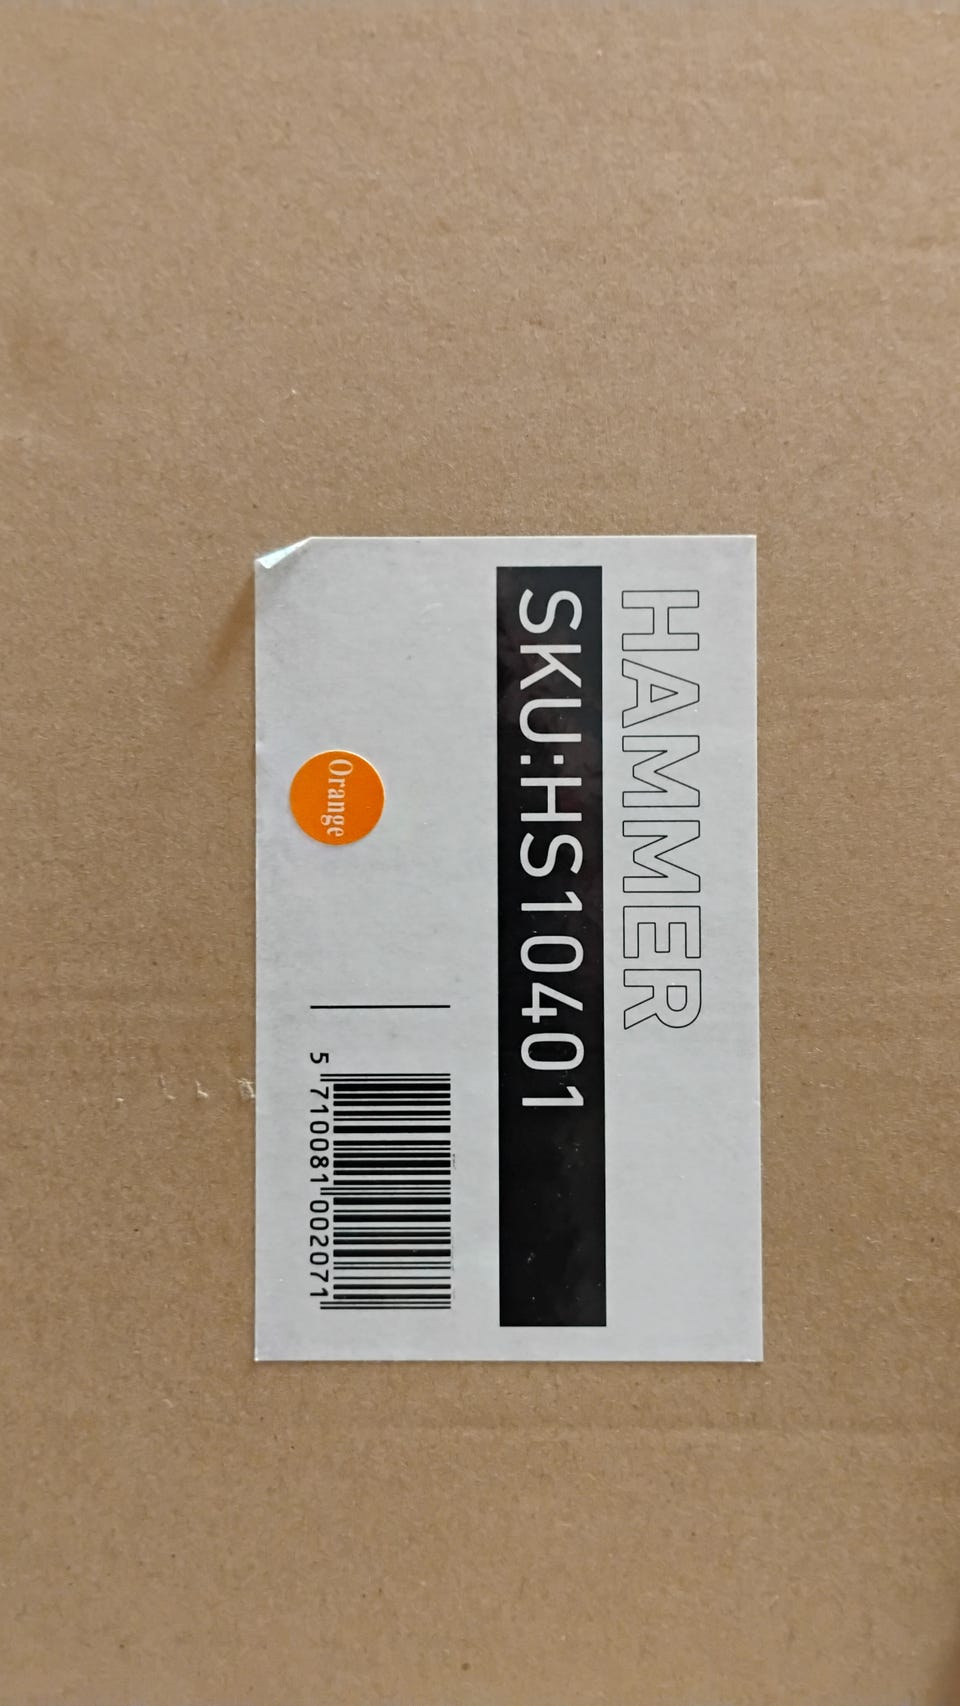 HAMMER
SKU:HS10401
Orange
5 710081 002071